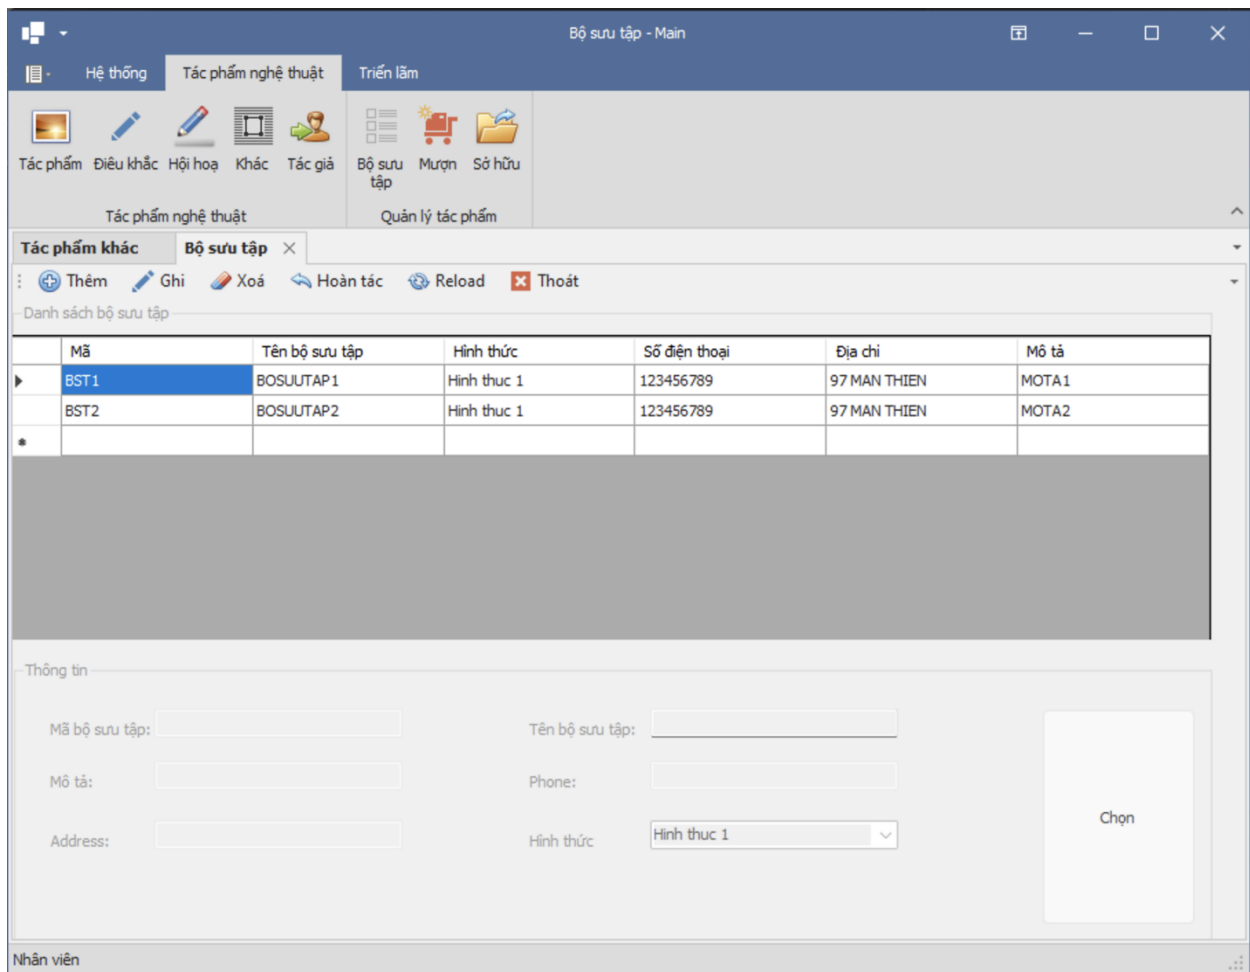 Bộ sưu tập - Main
Hệ thống Tác phẩm nghệ thuật Triển lãm
Tác phẩm Điêu khắc Hội hoạ Khác Tác giả Bộ sưu tập Mượn Sở hữu
Tác phẩm nghệ thuật Quản lý tác phẩm
Tác phẩm khác Bộ sưu tập
Thêm Ghi Xoá Hoàn tác Reload Thoát
Danh sách bộ sưu tập
Mã Tên bộ sưu tập Hình thức Số điện thoại Địa chỉ Mô tả
BST1 BOSUUTAP1 Hinh thuc 1 123456789 97 MAN THIEN MOTA1
BST2 BOSUUTAP2 Hinh thuc 1 123456789 97 MAN THIEN MOTA2
Thông tin
Mã bộ sưu tập: Tên bộ sưu tập:
Mô tả: Phone:
Chọn
Address: Hình thức Hinh thuc 1
Nhân viên